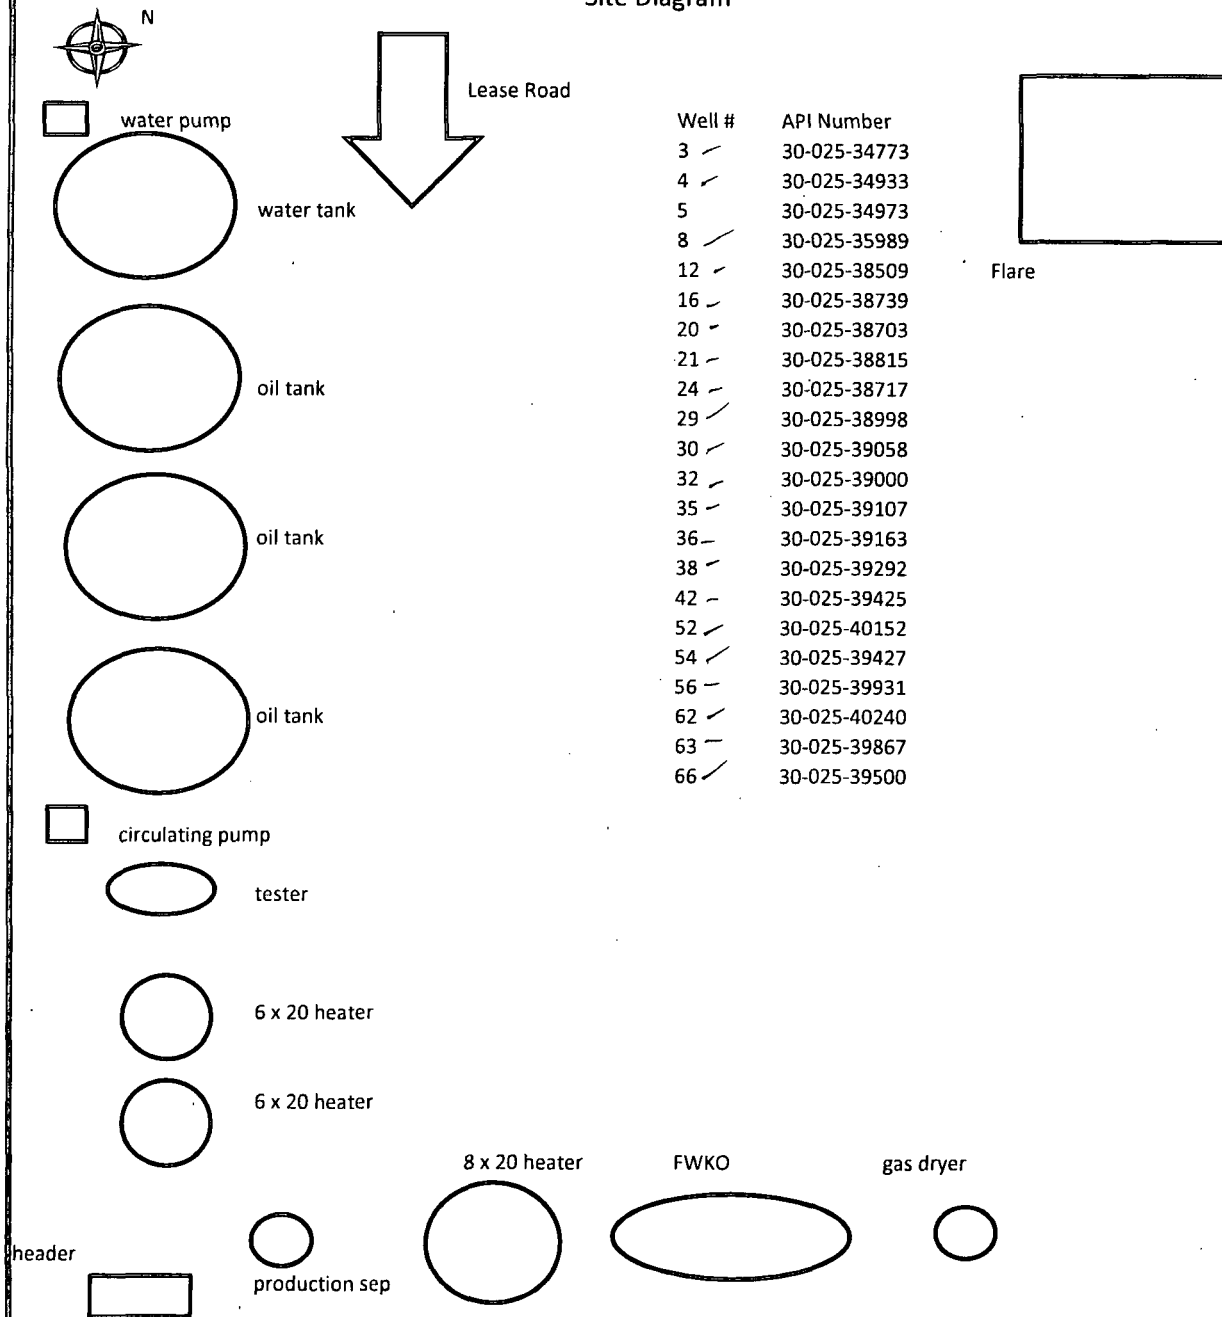 Site Diagram
N
Lease Road
water pump
water tank
oil tank
oil tank
oil tank
circulating pump
tester
6 x 20 heater
6 x 20 heater
Well # API Number
3 30-025-34773
4 30-025-34933
5 30-025-34973
8 30-025-35989
12 30-025-38509
16 30-025-38739
20 30-025-38703
21 30-025-38815
24 30-025-38717
29 30-025-38998
30 30-025-39058
32 30-025-39000
35 30-025-39107
36 30-025-39163
38 30-025-39292
42 30-025-39425
52 30-025-40152
54 30-025-39427
56 30-025-39931
62 30-025-40240
63 30-025-39867
66 30-025-39500
Flare
8 x 20 heater
FWKO
gas dryer
header
production sep